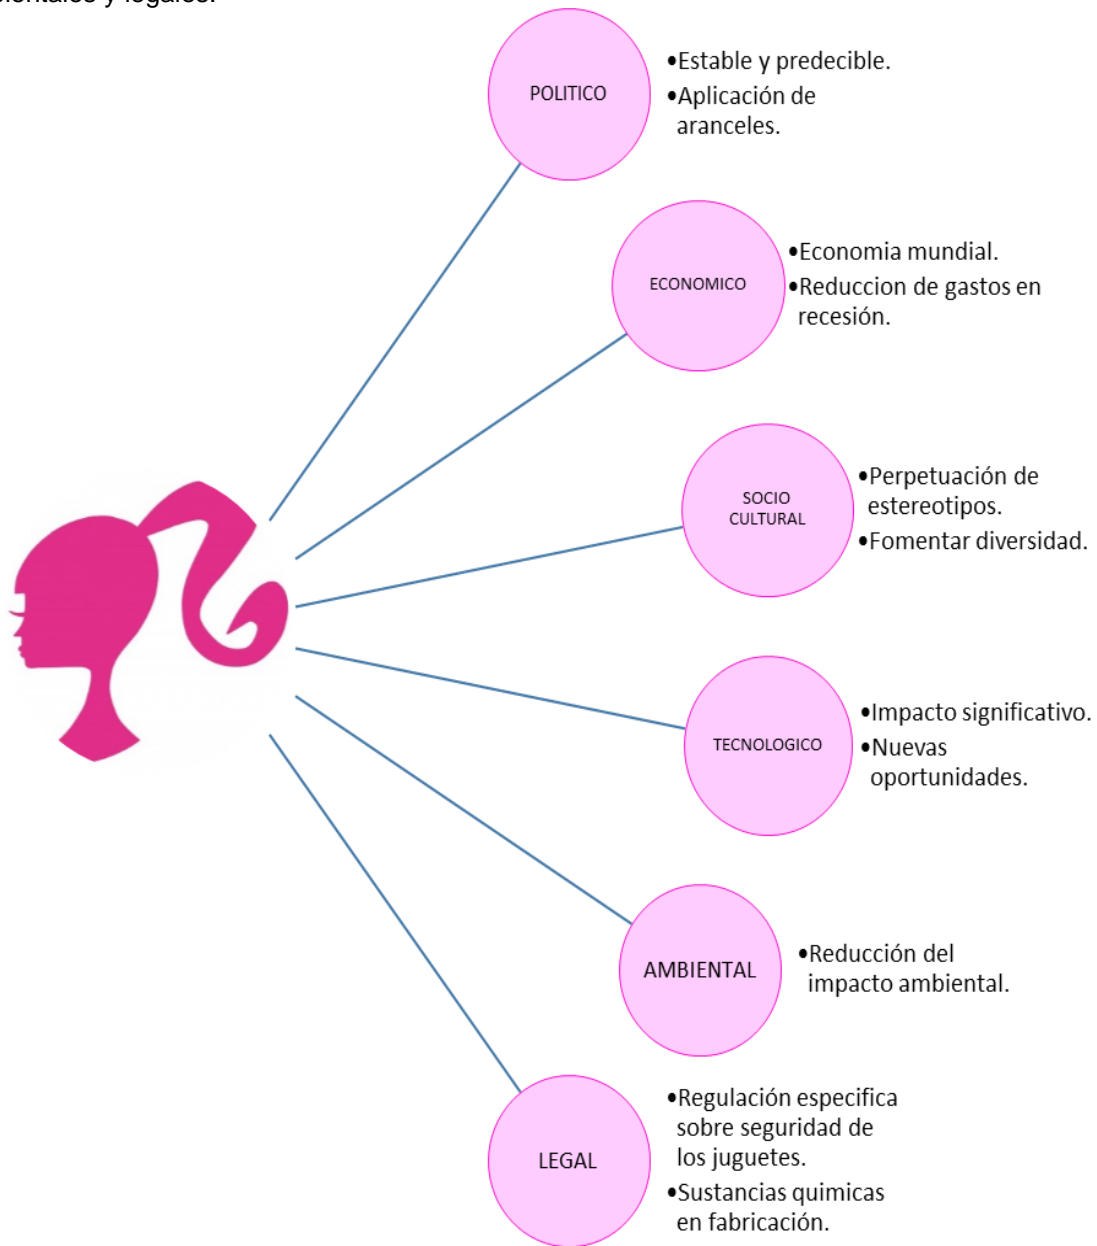 y legales.
POLITICO
•Estable y predecible.
•Aplicación de
aranceles.
ECONOMICO
•Economia mundial.
•Reduccion de gastos en
recesión.
SOCIO
CULTURAL
•Perpetuación de
estereotipos.
•Fomentar diversidad.
TECNOLOGICO
•Impacto significativo.
•Nuevas
oportunidades.
AMBIENTAL
•Reducción del
impacto ambiental.
LEGAL
•Regulación especifica
sobre seguridad de
los juguetes.
•Sustancias quimicas
en fabricación.